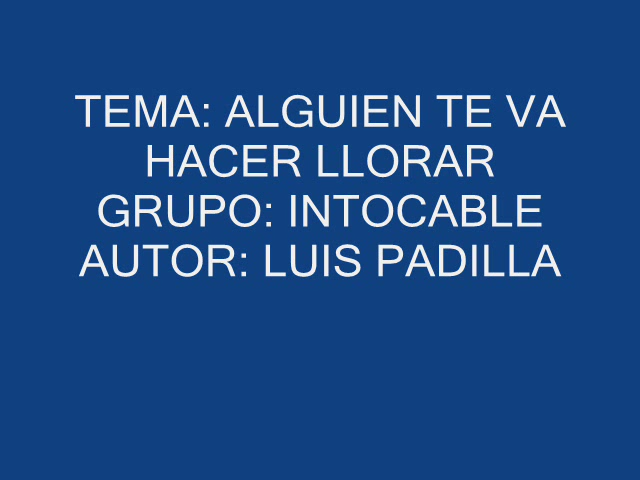 TEMA: ALGUIEN TE VA
HACER LLORAR
GRUPO: INTOCABLE
AUTOR: LUIS PADILLA